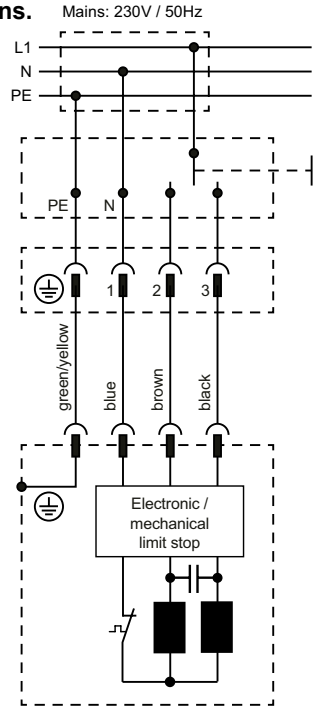 ns.
Mains: 230V / 50Hz
L1
N
PE
PE
N
1
2
3
green/yellow
blue
brown
black
Electronic /
mechanical
limit stop